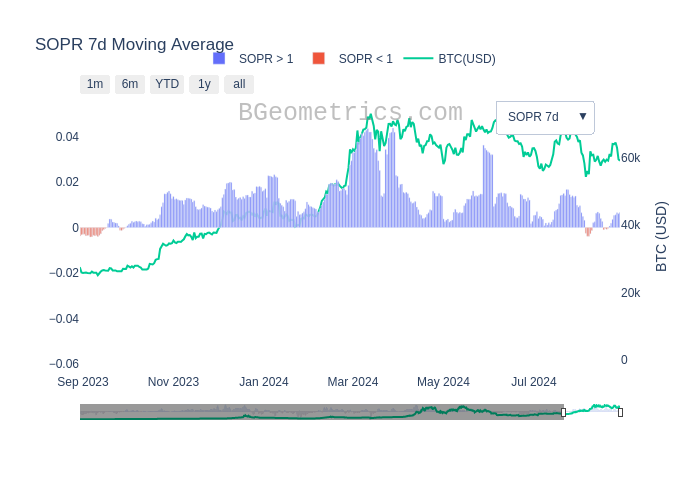 SOPR 7d Moving Average
SOPR > 1
SOPR < 1
BTC(USD)
1m
6m
YTD
1y
all
BGeometrics com
SOPR 7d ▼
0.04
0.02
0
−0.02
−0.04
−0.06
60k
40k
20k
0
BTC (USD)
Sep 2023
Nov 2023
Jan 2024
Mar 2024
May 2024
Jul 2024